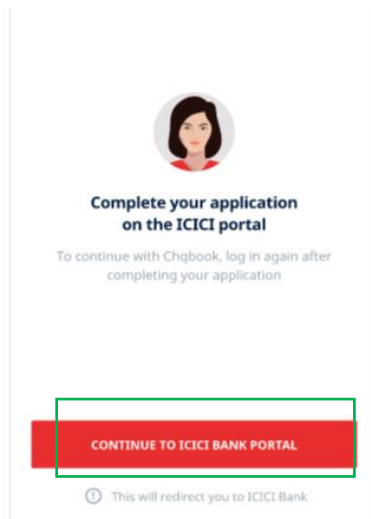 Complete your application
on the ICICI portal
To continue with Chqbook, log in again after
completing your application
CONTINUE TO ICICI BANK PORTAL
This will redirect you to ICICI Bank